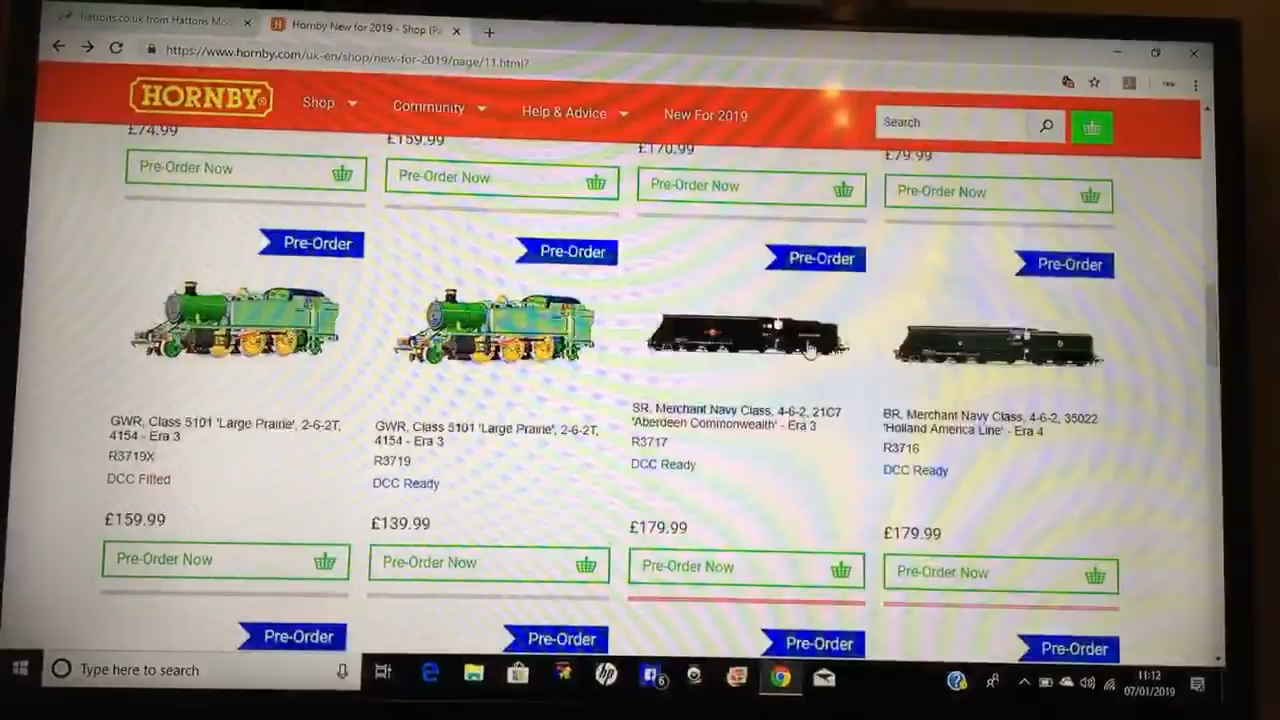 hattons.co.uk from Hattons Mo
Hornby New for 2019 - Shop (Pa
https://www.hornby.com/uk-en/shop/new-for-2019/page/11.html?
HORNBY®
Shop
Community
Help & Advice
New For 2019
Search
£74.99
£159.99
£170.99
£79.99
Pre-Order Now
Pre-Order Now
Pre-Order Now
Pre-Order Now
Pre-Order
Pre-Order
Pre-Order
Pre-Order
GWR, Class 5101 'Large Prairie', 2-6-2T,
4154 - Era 3
R3719X
DCC Fitted
£159.99
Pre-Order Now
GWR, Class 5101 'Large Prairie', 2-6-2T,
4154 - Era 3
R3719
DCC Ready
£139.99
Pre-Order Now
SR, Merchant Navy Class, 4-6-2, 21C7
'Aberdeen Commonwealth' - Era 3
R3717
DCC Ready
£179.99
Pre-Order Now
BR, Merchant Navy Class, 4-6-2, 35022
'Holland America Line' - Era 4
R3716
DCC Ready
£179.99
Pre-Order Now
Pre-Order
Pre-Order
Pre-Order
Pre-Order
Type here to search
hp
6
11:12
07/01/2019